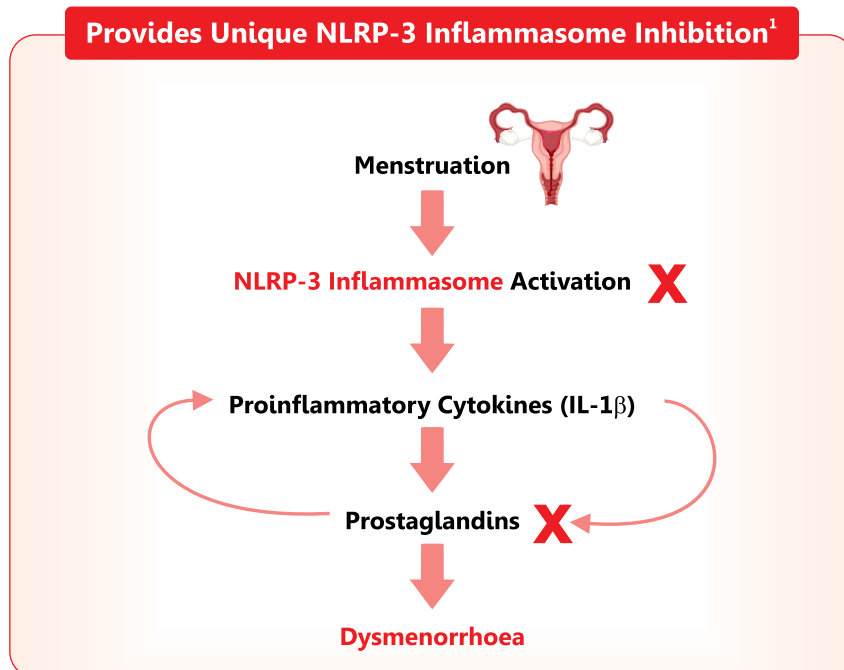 Provides Unique NLRP-3 Inflammasome Inhibition¹
Menstruation
NLRP-3 Inflammasome Activation X
Proinflammatory Cytokines (IL-1β)
Prostaglandins X
Dysmenorrhoea